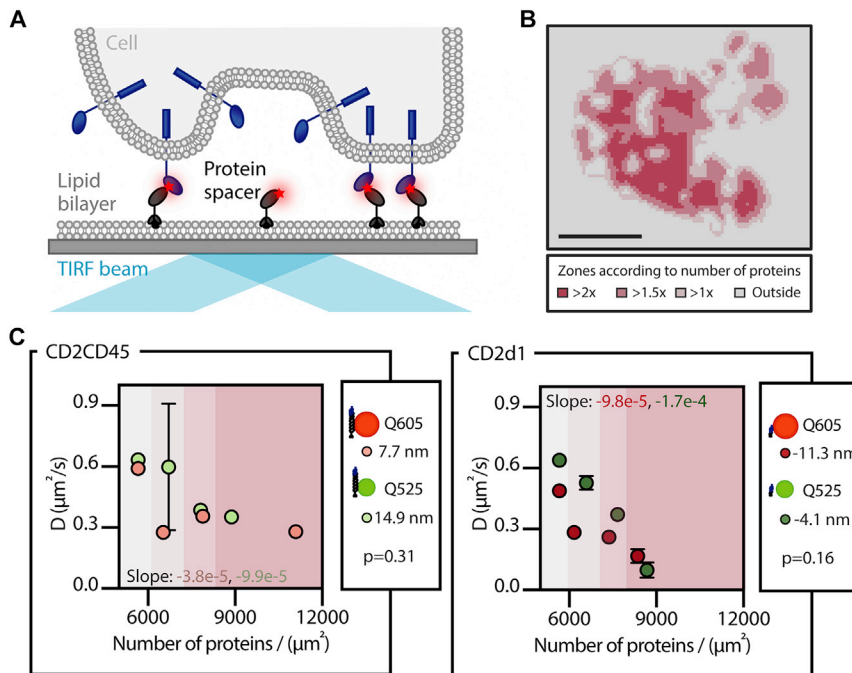 A
Cell
Protein
spacer
Lipid
bilayer
TIRF beam
B
Zones according to number of proteins
>2x >1.5x >1x Outside
C
CD2CD45
D (μm²/s)
0.9
0.6
0.3
0.0
Slope: -3.8e-5, -9.9e-5
6000 9000 12000
Number of proteins / (μm²)
Q605
7.7 nm
Q525
14.9 nm
p=0.31
CD2d1
D (μm²/s)
0.9
0.6
0.3
0.0
Slope: -9.8e-5, -1.7e-4
6000 9000 12000
Number of proteins / (μm²)
Q605
-11.3 nm
Q525
-4.1 nm
p=0.16